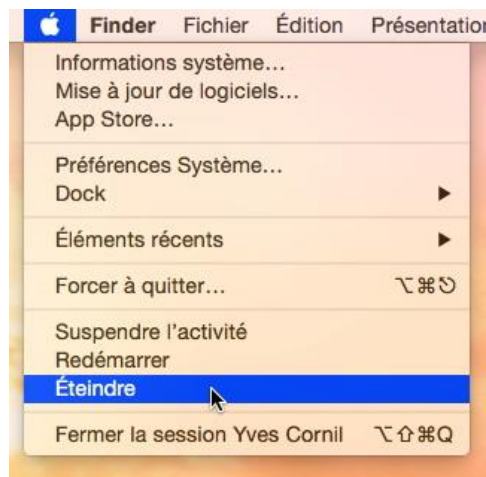 Finder Fichier Édition Présentation
Informations système…
Mise à jour de logiciels…
App Store…
Préférences Système…
Dock ▶
Éléments récents ▶
Forcer à quitter… ⌥⌘⎋
Suspendre l’activité
Redémarrer
Éteindre
Fermer la session Yves Cornil ⌥⇧⌘Q